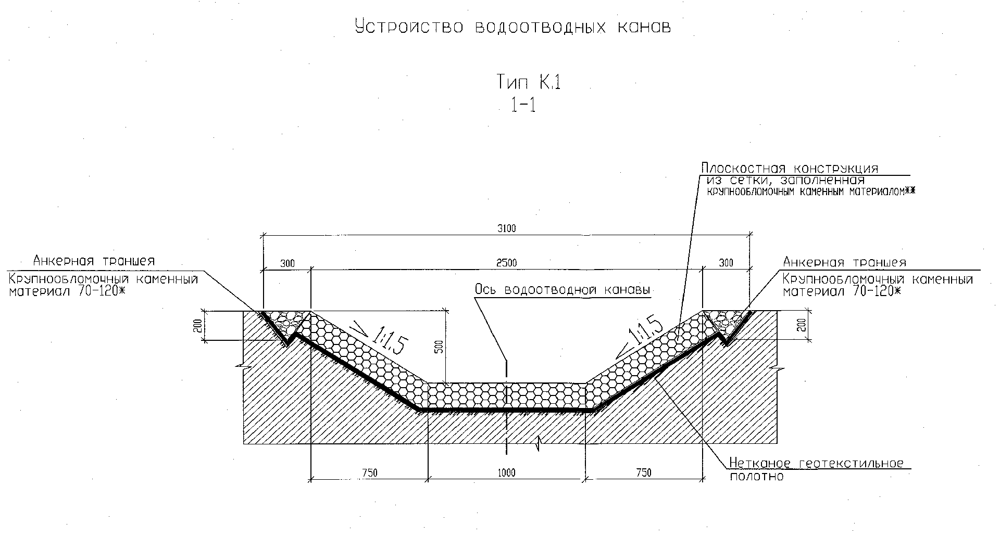 Устройство водоотводных канав
Тип К.1
1-1
Плоскостная конструкция
из сетки, заполненная
крупнообломочным каменным материалом**
3100
Анкерная траншея
Крупнообломочный каменный
материал 70-120*
300
2500
300
Анкерная траншея
Крупнообломочный каменный
материал 70-120*
Ось водоотводной канавы
200
1:1.5
500
1:1.5
200
750
1000
750
Нетканое геотекстильное
полотно